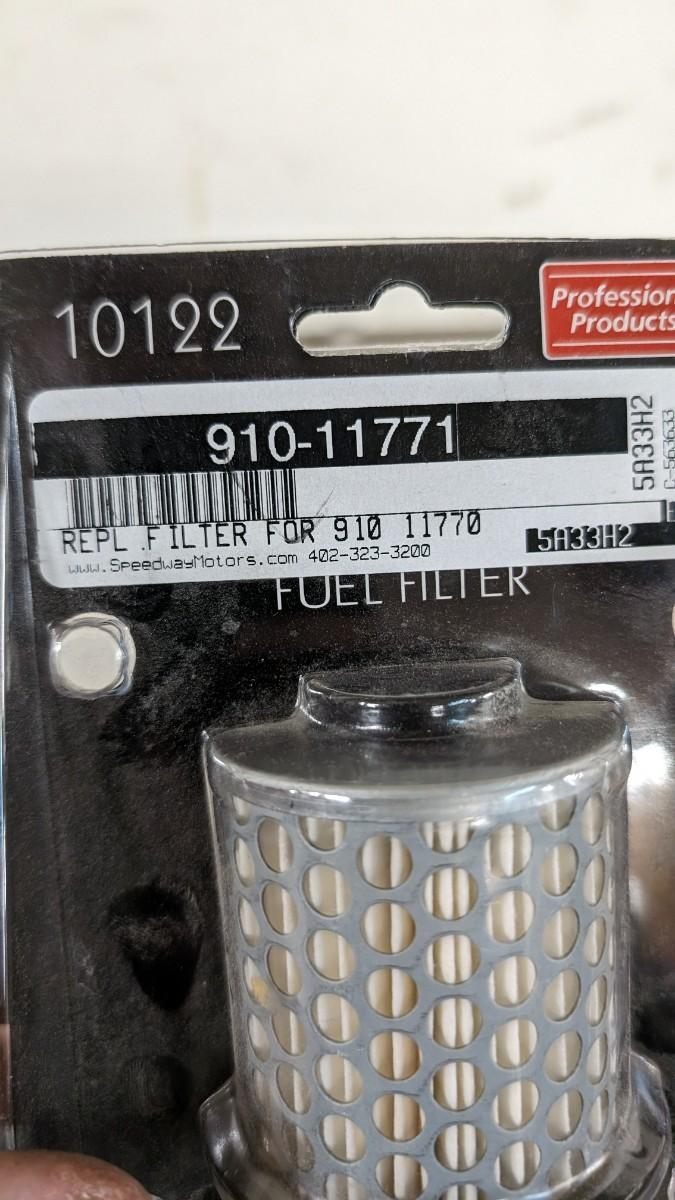 10122
Profession
Products
910-11771
5A33H2
REPL .FILTER FOR 910 11770
5A33H2
www.SpeedwayMotors.com 402-323-3200
FUEL FILTER